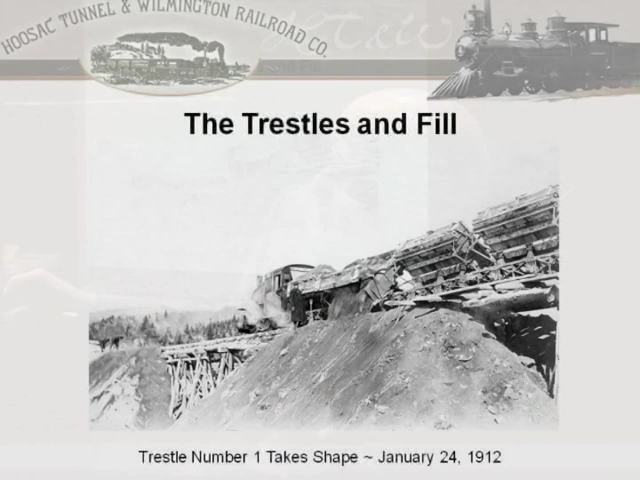 HOOSAC TUNNEL & WILMINGTON RAILROAD CO.
The Trestles and Fill
Trestle Number 1 Takes Shape ~ January 24, 1912